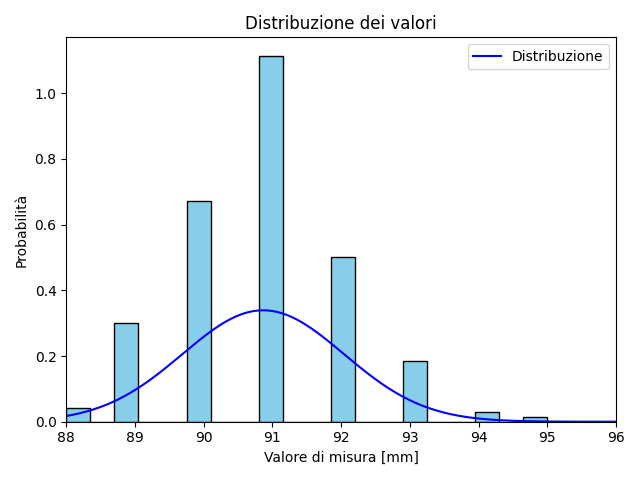 Distribuzione dei valori
Distribuzione
Probabilità
1.0
0.8
0.6
0.4
0.2
0.0
88 89 90 91 92 93 94 95 96
Valore di misura [mm]